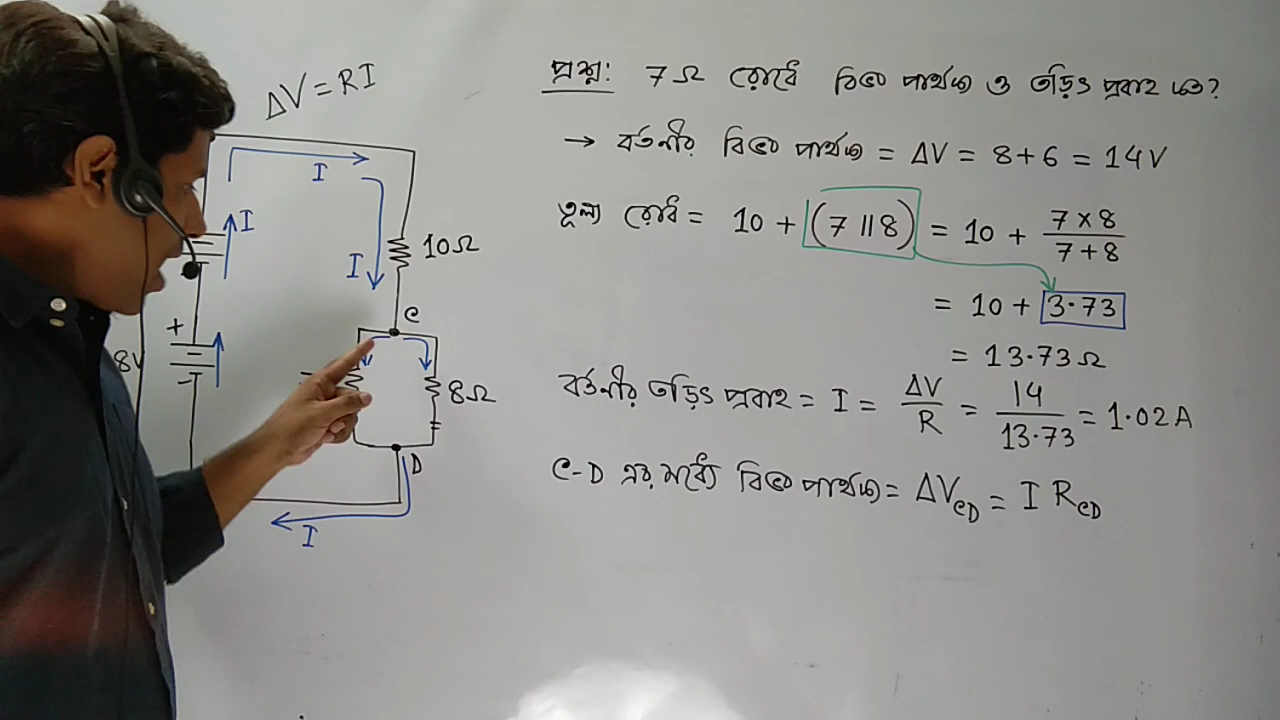 ΔV = RI
I
I
I
10Ω
C
+
8V
-
8Ω
D
I
প্রশ্ন: 7Ω রোধে বিভব পার্থক্য ও তড়িৎ প্রবাহ কত?
→ বর্তনীর বিভব পার্থক্য = ΔV = 8 + 6 = 14V
তুল্য রোধ = 10 + (7 || 8) = 10 + 7 × 8 / 7 + 8
= 10 + 3.73
= 13.73Ω
বর্তনীর তড়িৎ প্রবাহ = I = ΔV / R = 14 / 13.73 = 1.02A
C-D এর মধ্যে বিভব পার্থক্য = ΔV_CD = I R_CD